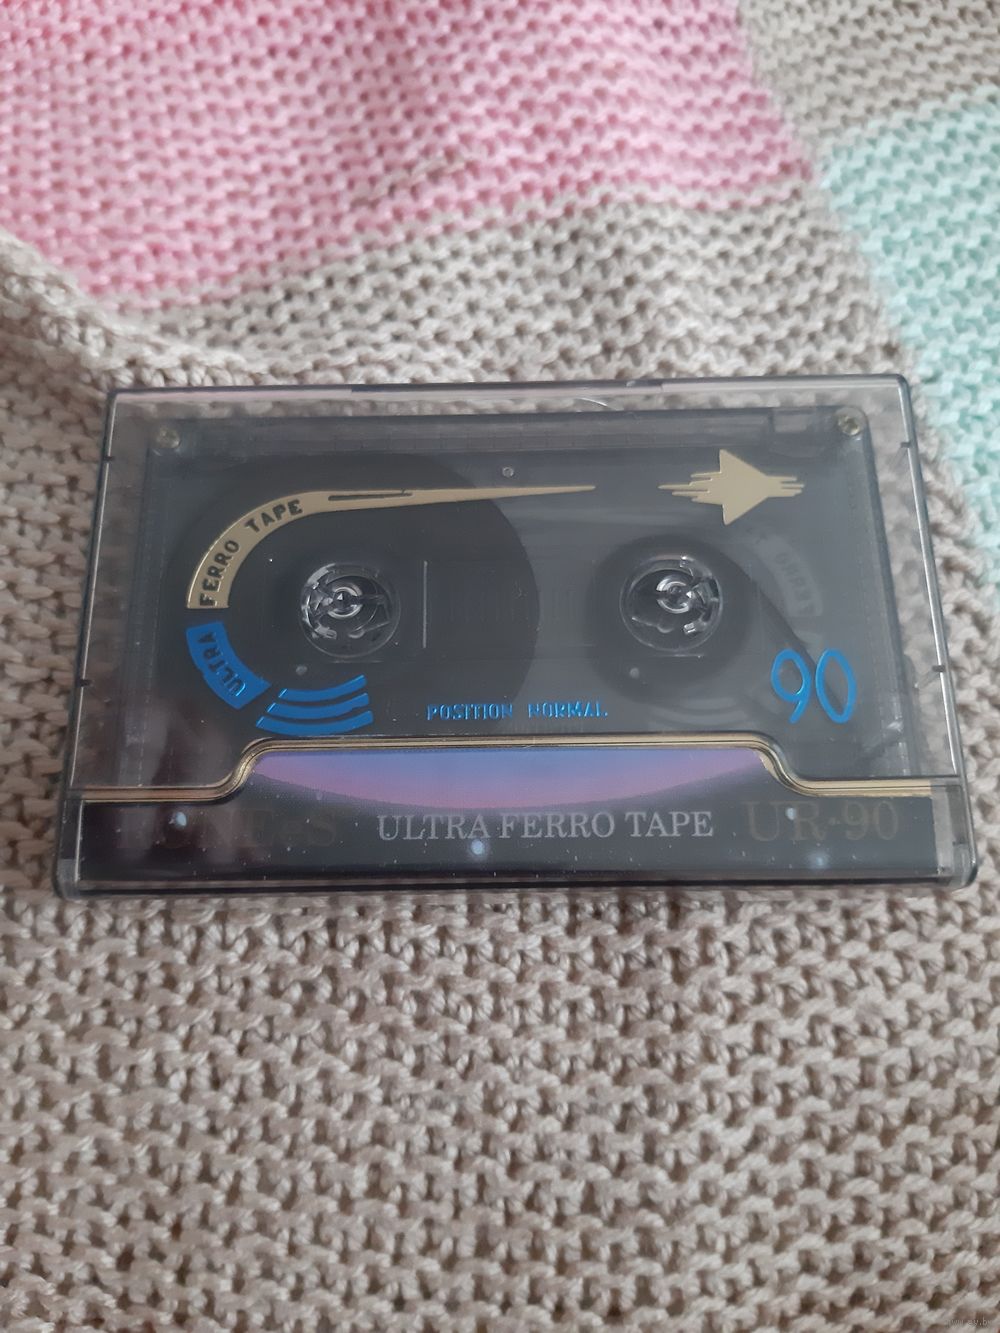 FERRO TAPE
ULTRA
90
POSITION NORMAL
ULTRA FERRO TAPE UR·90